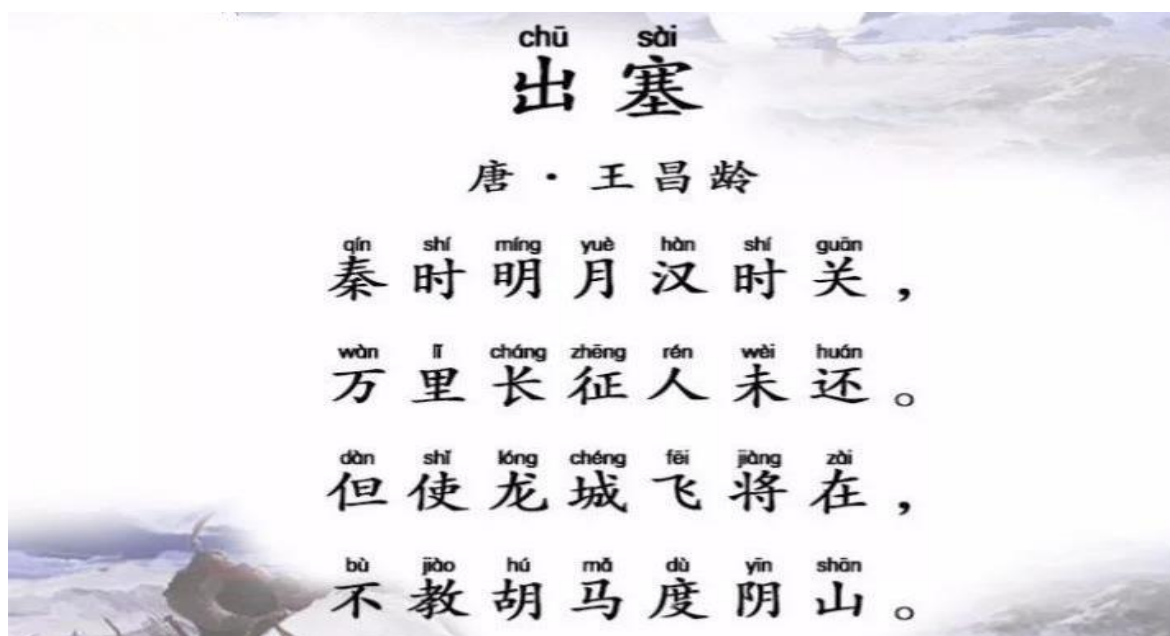 chū sài
出塞
唐·王昌龄
qín shí míng yuè hàn shí guān
秦时明月汉时关，
wàn lǐ cháng zhēng rén wèi huán
万里长征人未还。
dàn shǐ lóng chéng fēi jiàng zài
但使龙城飞将在，
bù jiào hú mǎ dù yīn shān
不教胡马度阴山。